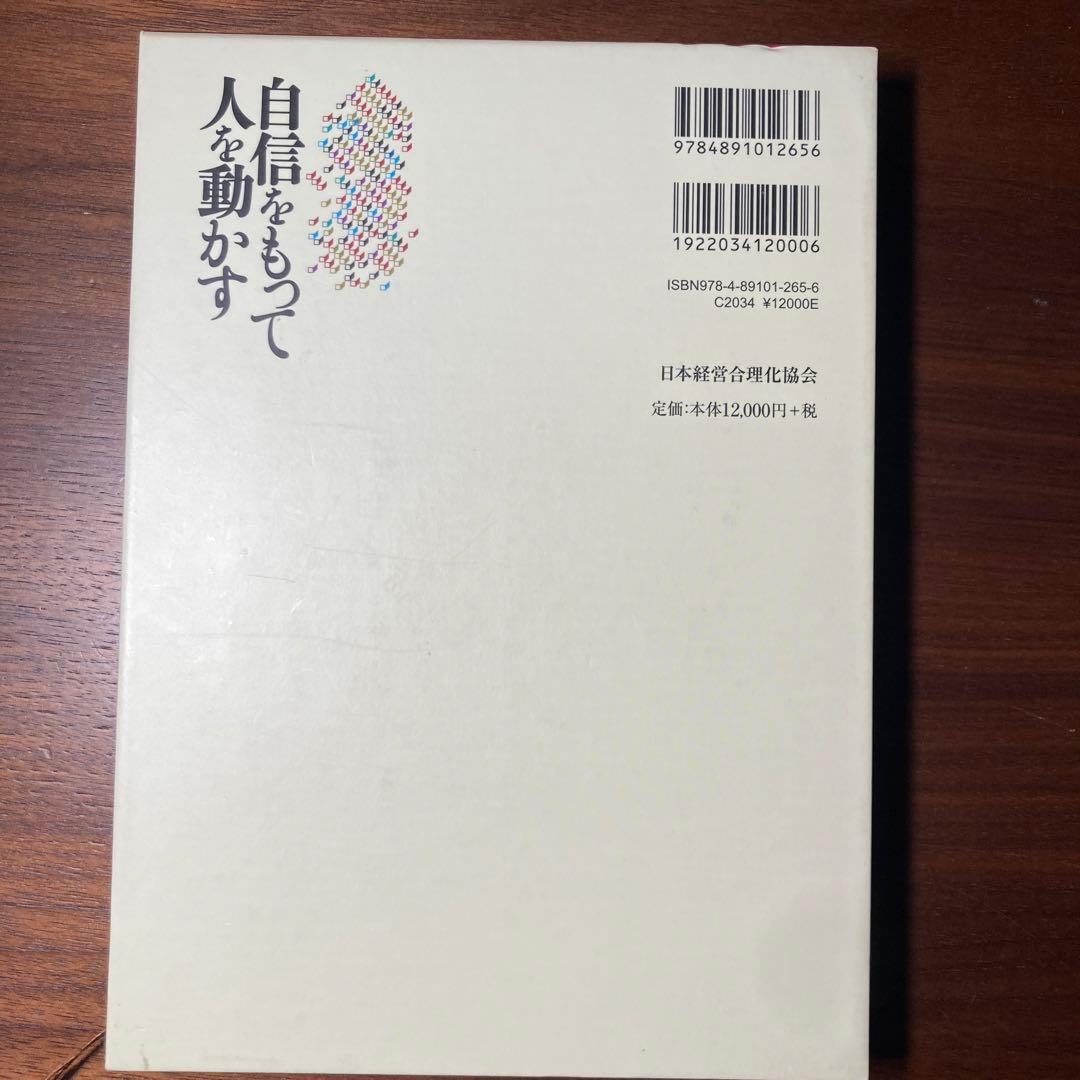 自信をもって
人を動かす
9784891012656
1922034120006
ISBN978-4-89101-265-6
C2034 ¥12000E
日本経営合理化協会
定価:本体12,000円+税